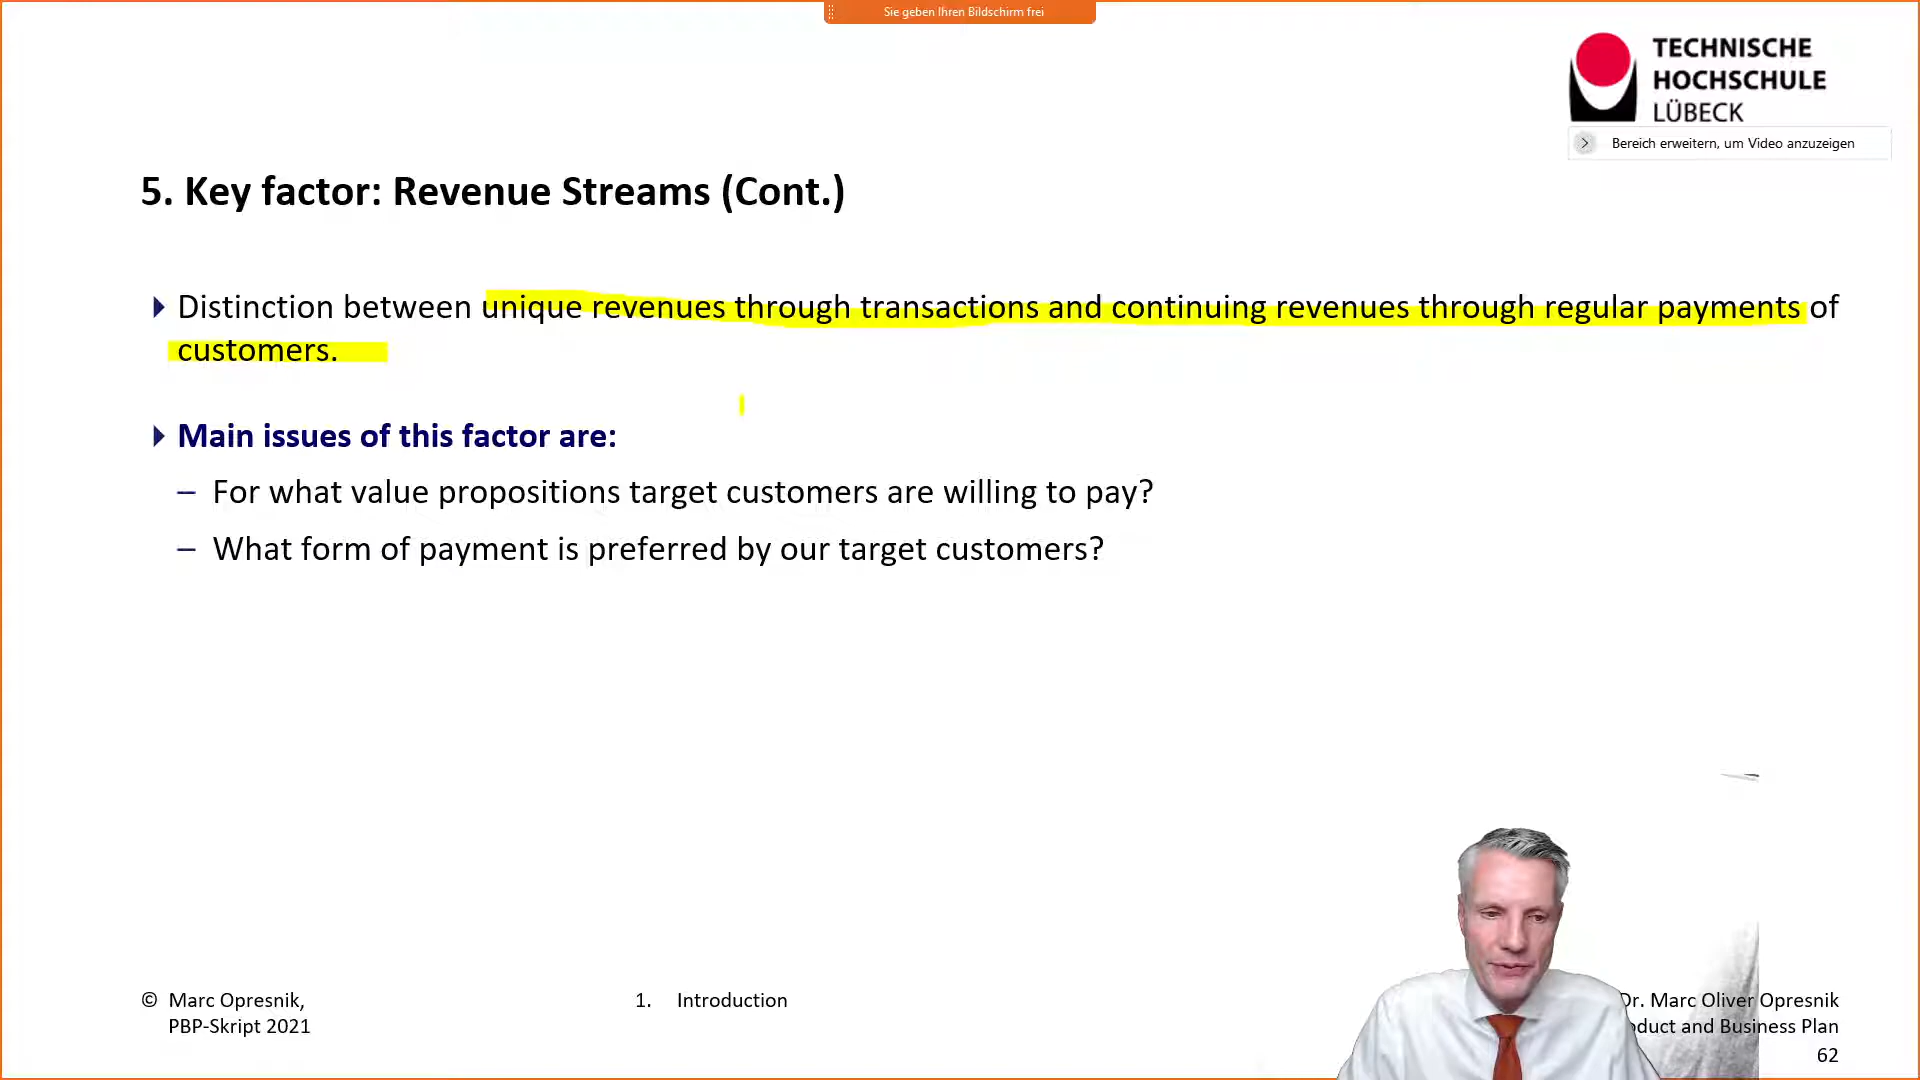 Sie geben Ihren Bildschirm frei
TECHNISCHE
HOCHSCHULE
LÜBECK
Bereich erweitern, um Video anzuzeigen
5. Key factor: Revenue Streams (Cont.)
Distinction between unique revenues through transactions and continuing revenues through regular payments of
customers.
Main issues of this factor are:
– For what value propositions target customers are willing to pay?
– What form of payment is preferred by our target customers?
© Marc Opresnik,
PBP-Skript 2021
1. Introduction
Dr. Marc Oliver Opresnik
oduct and Business Plan
62